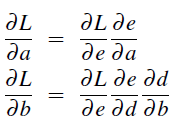 ∂L/∂a = ∂L/∂e ∂e/∂a
∂L/∂b = ∂L/∂e ∂e/∂d ∂d/∂b